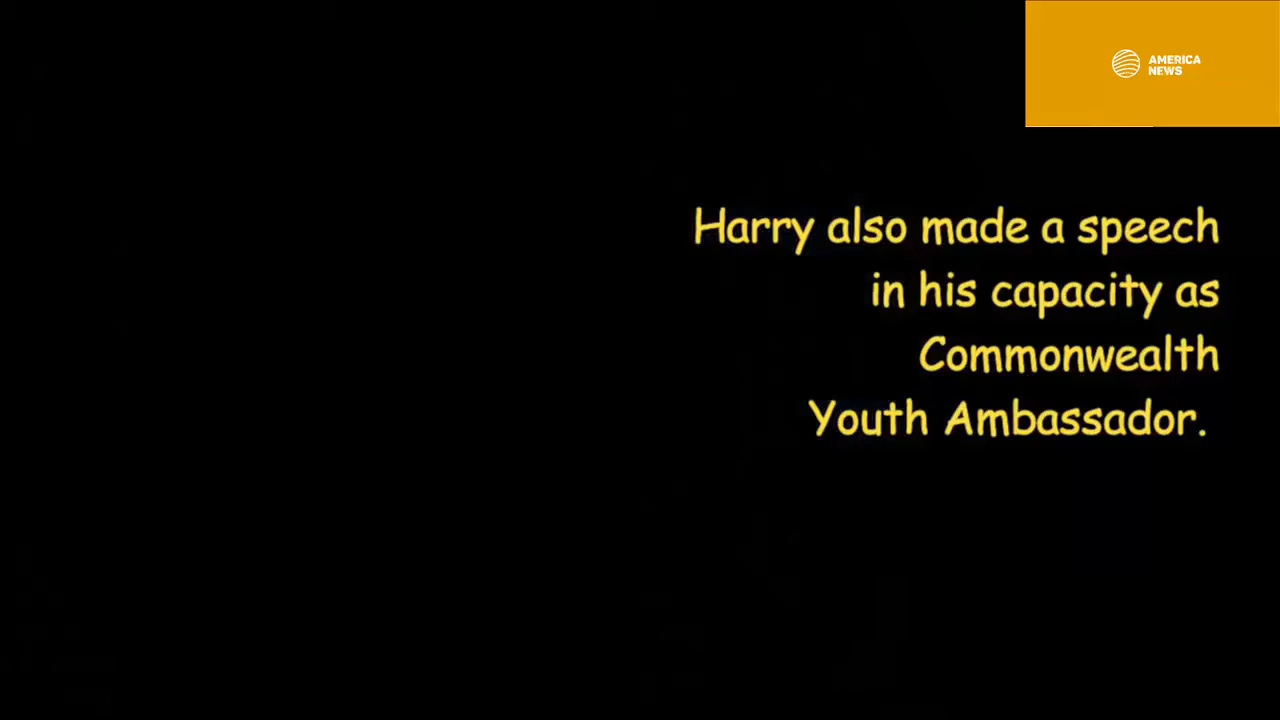 AMERICA
NEWS
Harry also made a speech
in his capacity as
Commonwealth
Youth Ambassador.